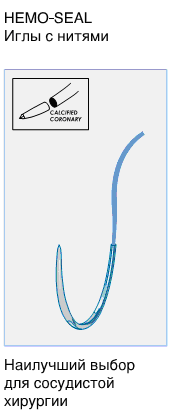 HEMO-SEAL
Иглы с нитями
CALCIFIED
CORONARY
Наилучший выбор
для сосудистой
хирургии